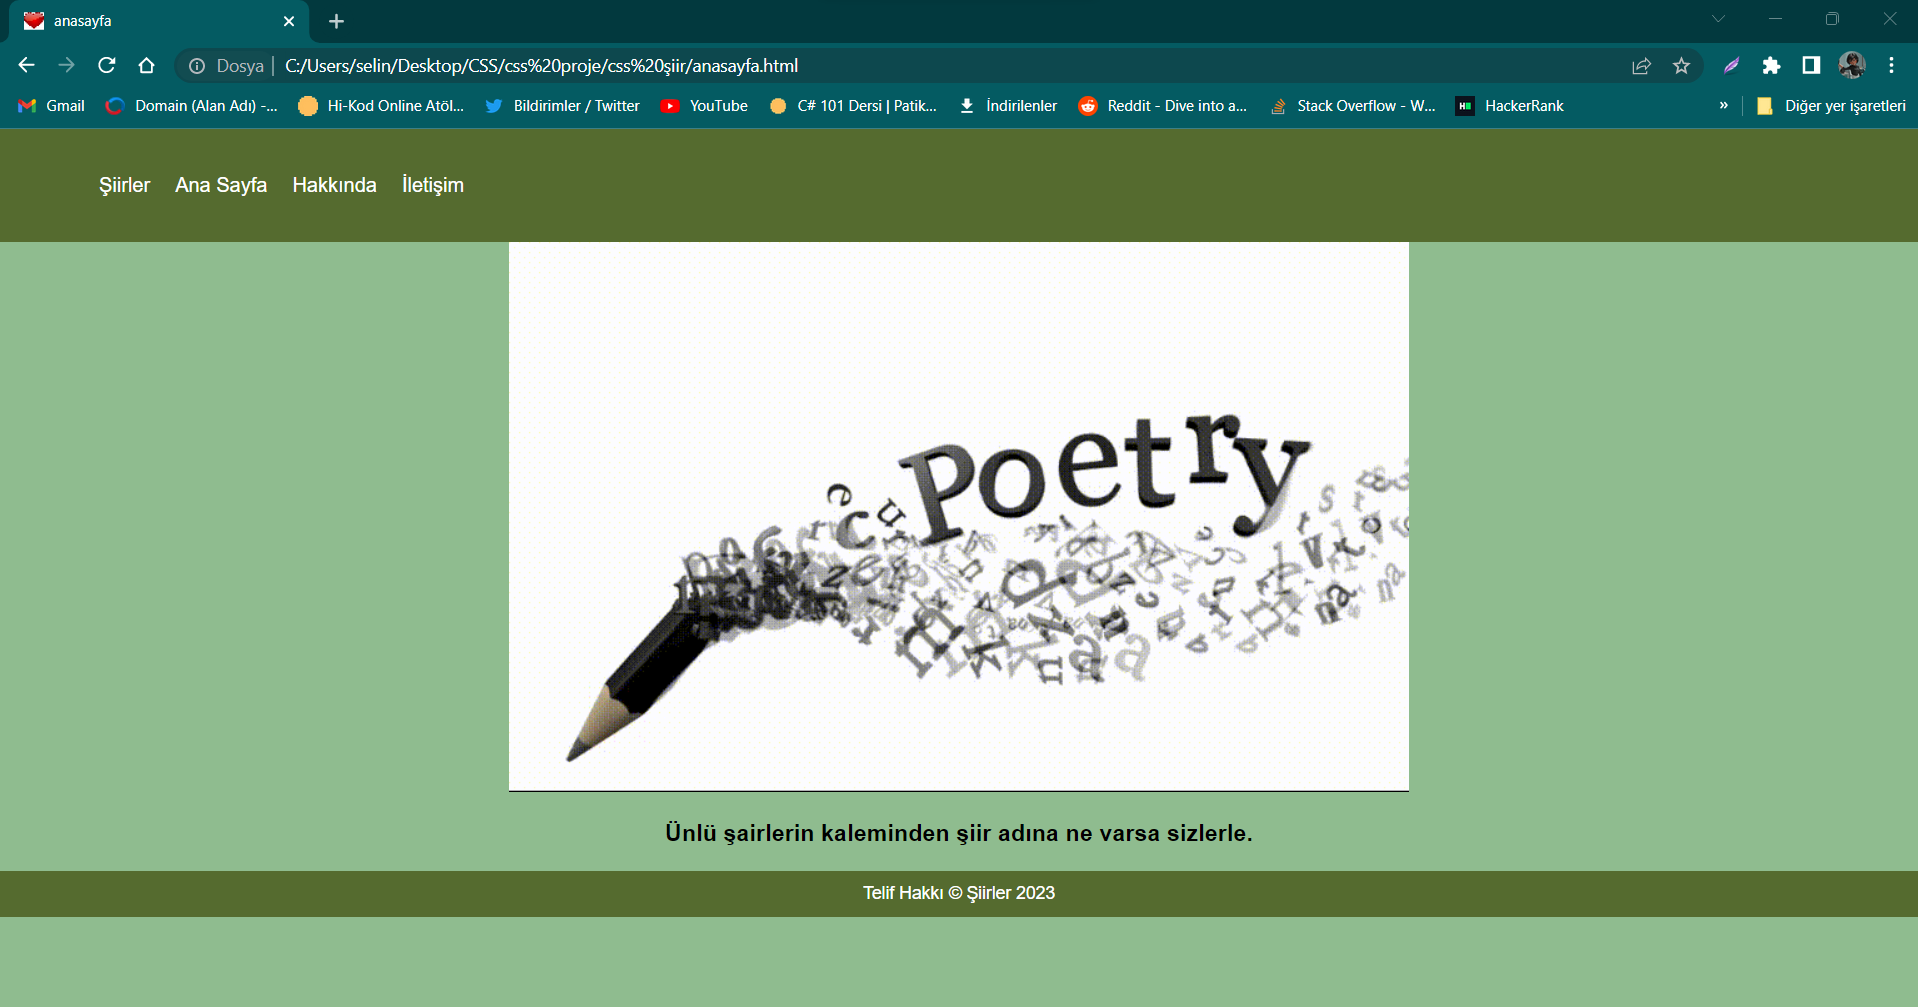 anasayfa
Dosya | C:/Users/selin/Desktop/CSS/css%20proje/css%20şiir/anasayfa.html
Gmail Domain (Alan Adı) -... Hi-Kod Online Atöl... Bildirimler / Twitter YouTube C# 101 Dersi | Patik... İndirilenler Reddit - Dive into a... Stack Overflow - W... HackerRank » Diğer yer işaretleri
Şiirler Ana Sayfa Hakkında İletişim
Poetry
Ünlü şairlerin kaleminden şiir adına ne varsa sizlerle.
Telif Hakkı © Şiirler 2023